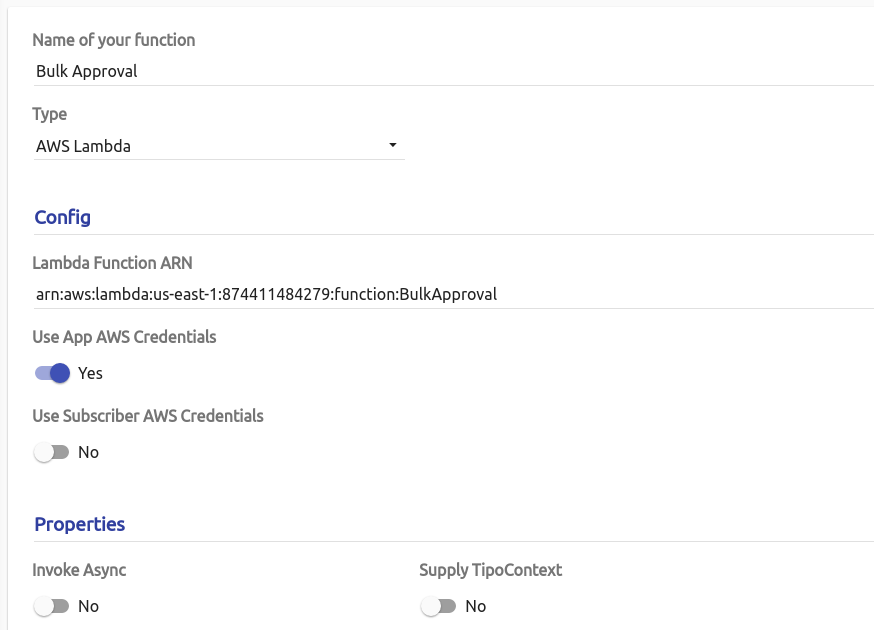 Name of your function
Bulk Approval
Type
AWS Lambda
Config
Lambda Function ARN
arn:aws:lambda:us-east-1:874411484279:function:BulkApproval
Use App AWS Credentials
Yes
Use Subscriber AWS Credentials
No
Properties
Invoke Async Supply TipoContext
No No